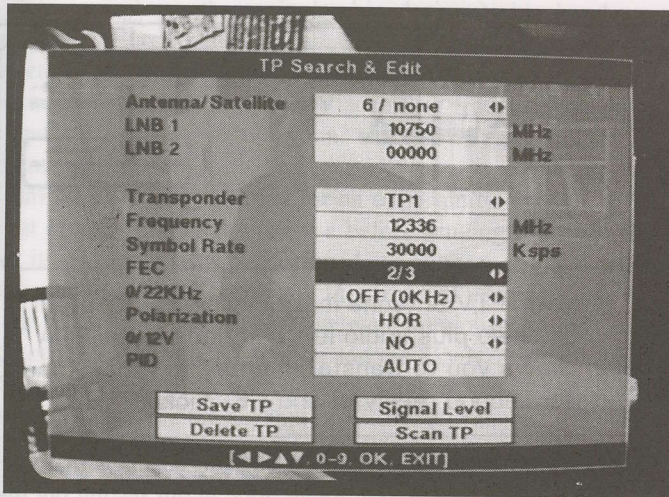 TP Search & Edit
Antenna/Satellite 6 / none
LNB 1 10750 MHz
LNB 2 00000 MHz
Transponder TP1
Frequency 12336 MHz
Symbol Rate 30000 Ksps
FEC 2/3
0/22KHz OFF (0KHz)
Polarization HOR
0/12V NO
PID AUTO
Save TP Signal Level
Delete TP Scan TP
[◀ ▶ ▲ ▼, 0-9, OK, EXIT]